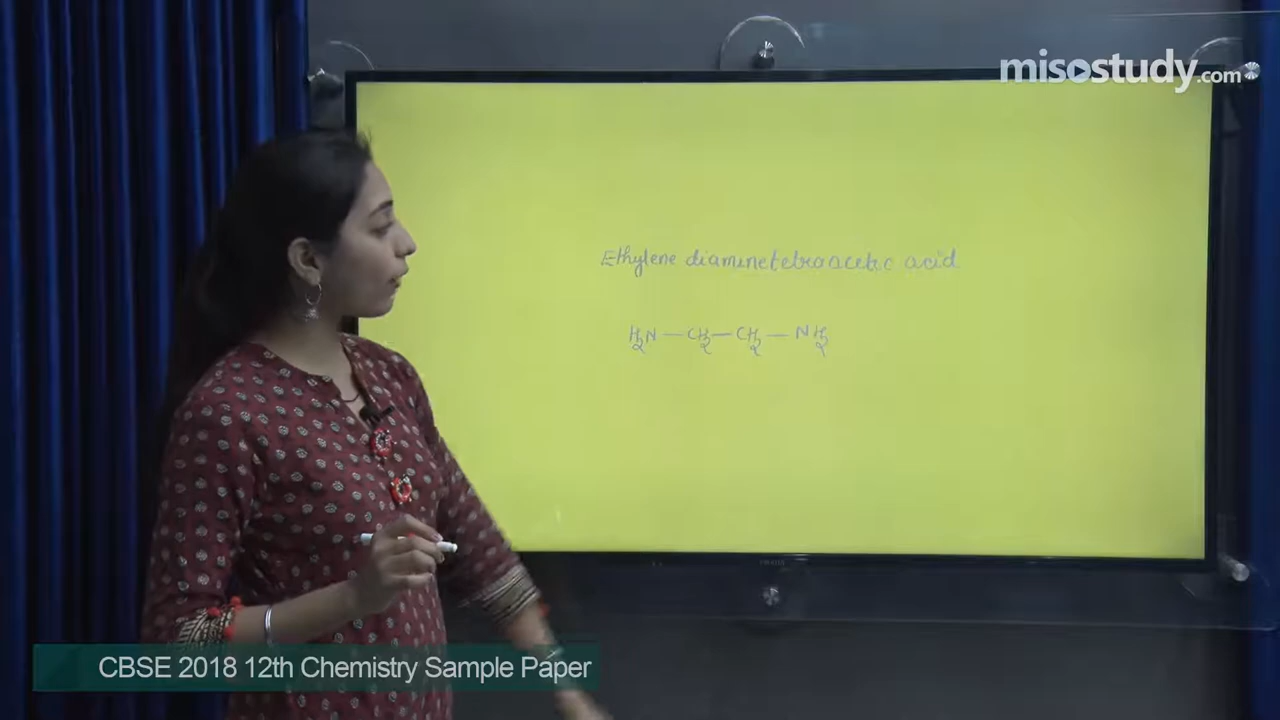 misostudy.com
Ethylene diaminetetraacetic acid
H2N — CH2 — CH2 — NH2
CBSE 2018 12th Chemistry Sample Paper